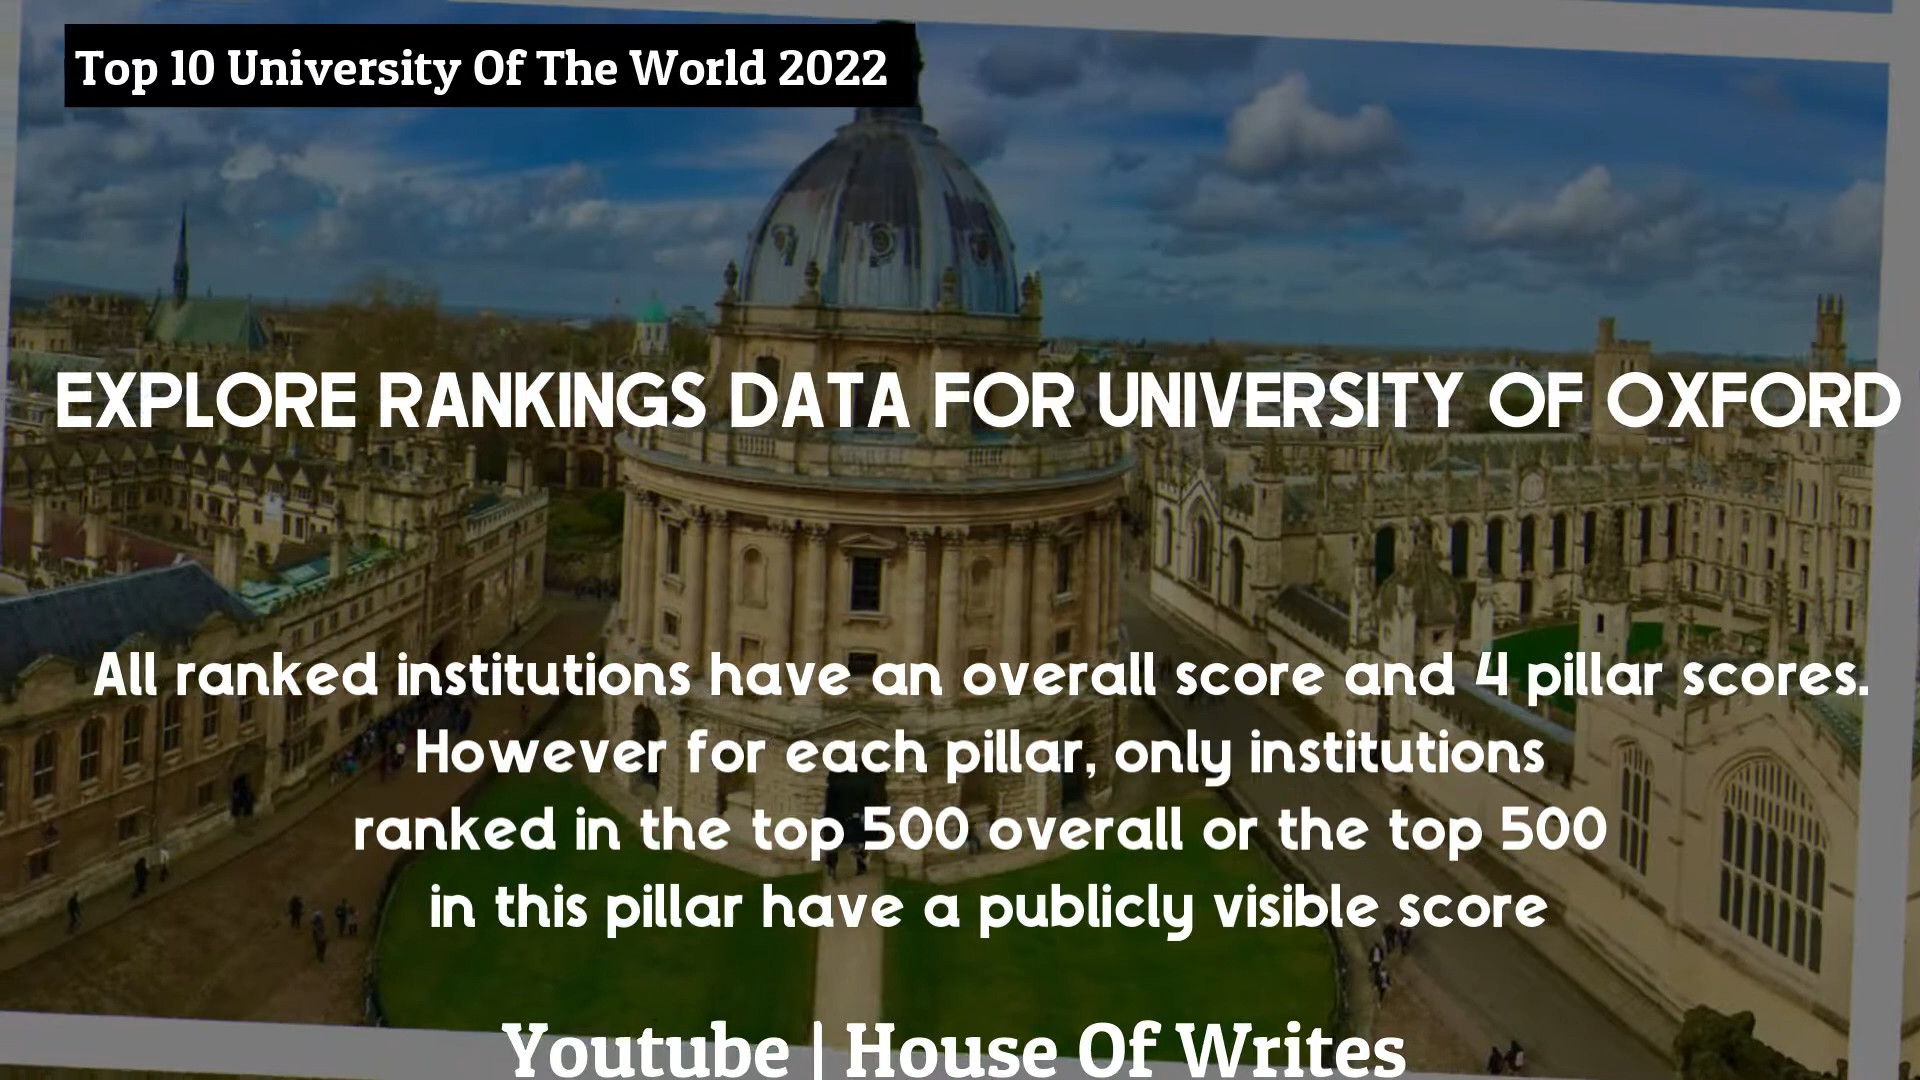 Top 10 University Of The World 2022
EXPLORE RANKINGS DATA FOR UNIVERSITY OF OXFORD
All ranked institutions have an overall score and 4 pillar scores.
However for each pillar, only institutions
ranked in the top 500 overall or the top 500
in this pillar have a publicly visible score
Youtube | House Of Writes